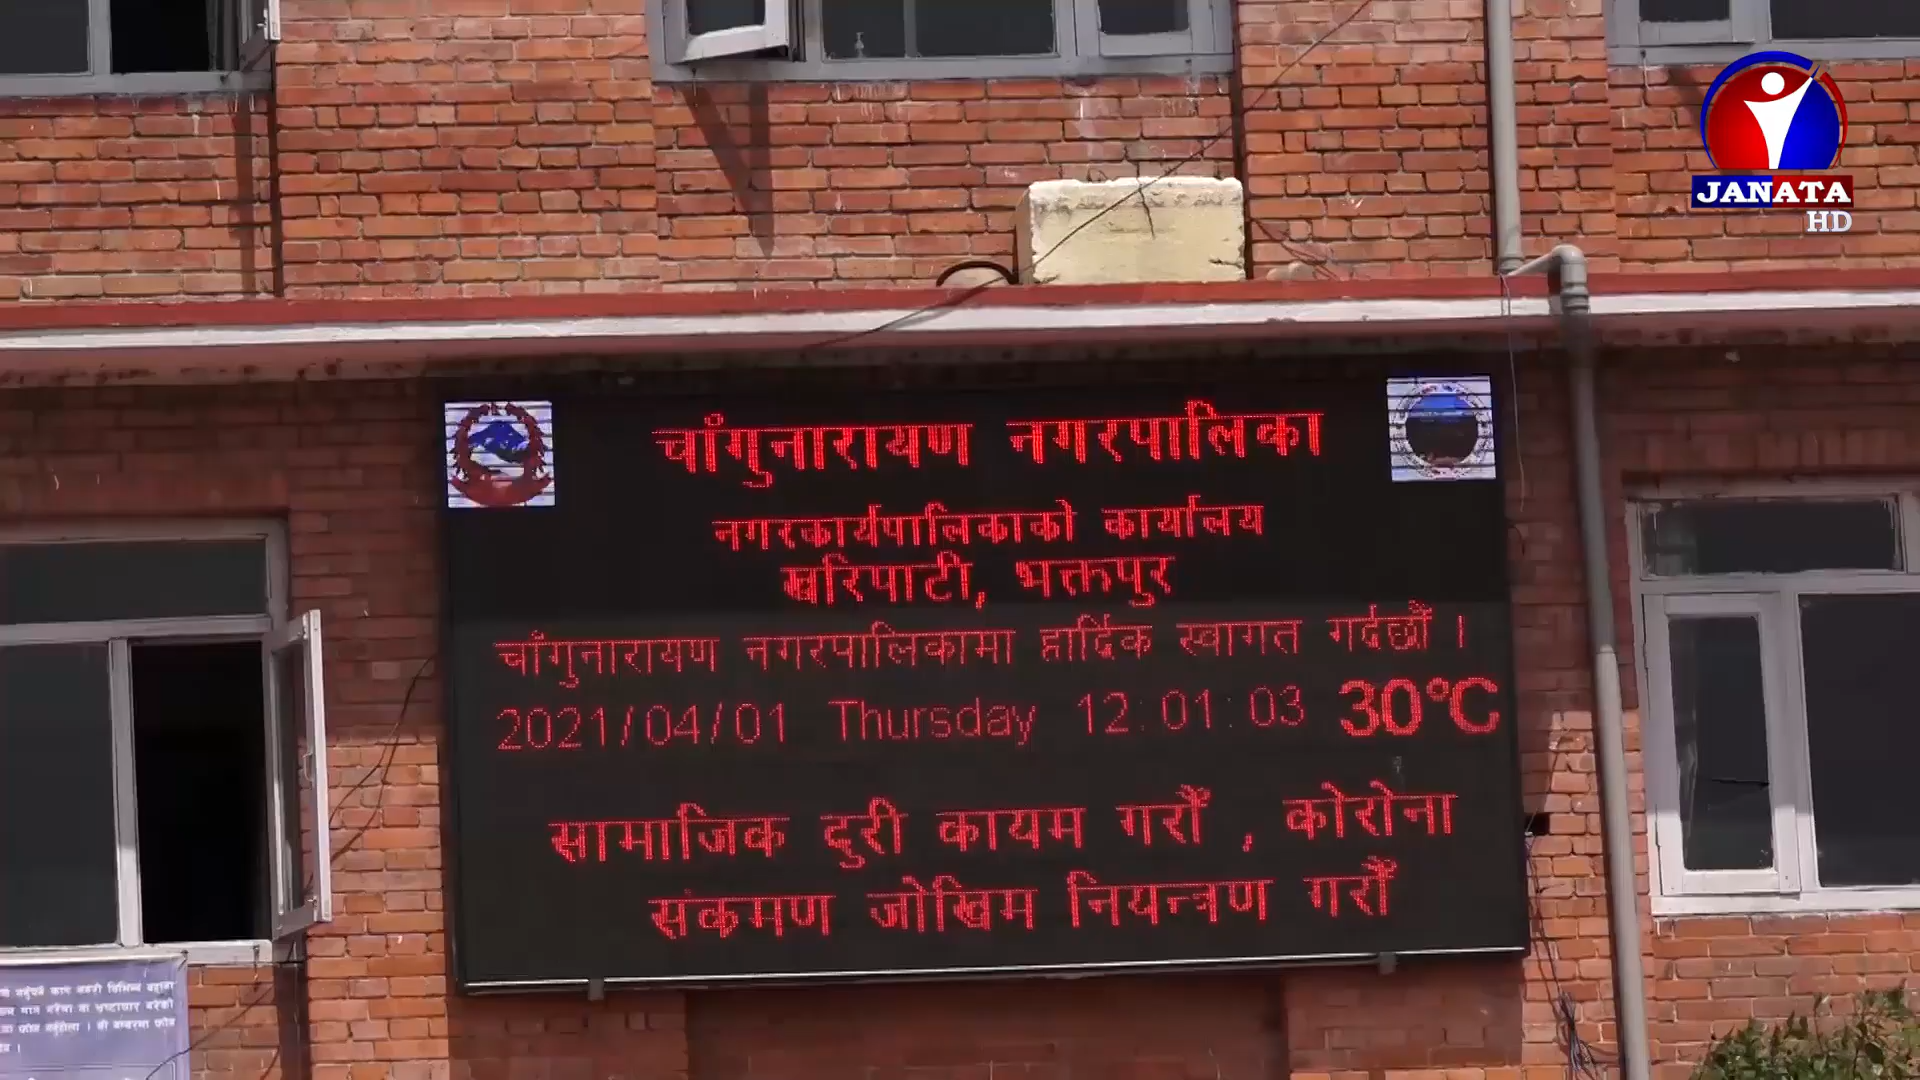 JANATA
HD
चाँगुनारायण नगरपालिका
नगरकार्यपालिकाको कार्यालय
खरिपाटी, भक्तपुर
चाँगुनारायण नगरपालिकामा हार्दिक स्वागत गर्दछौँ ।
2021/04/01 Thursday 12:01:03 30°C
सामाजिक दुरी कायम गरौँ , कोरोना
संक्रमण जोखिम नियन्त्रण गरौँ